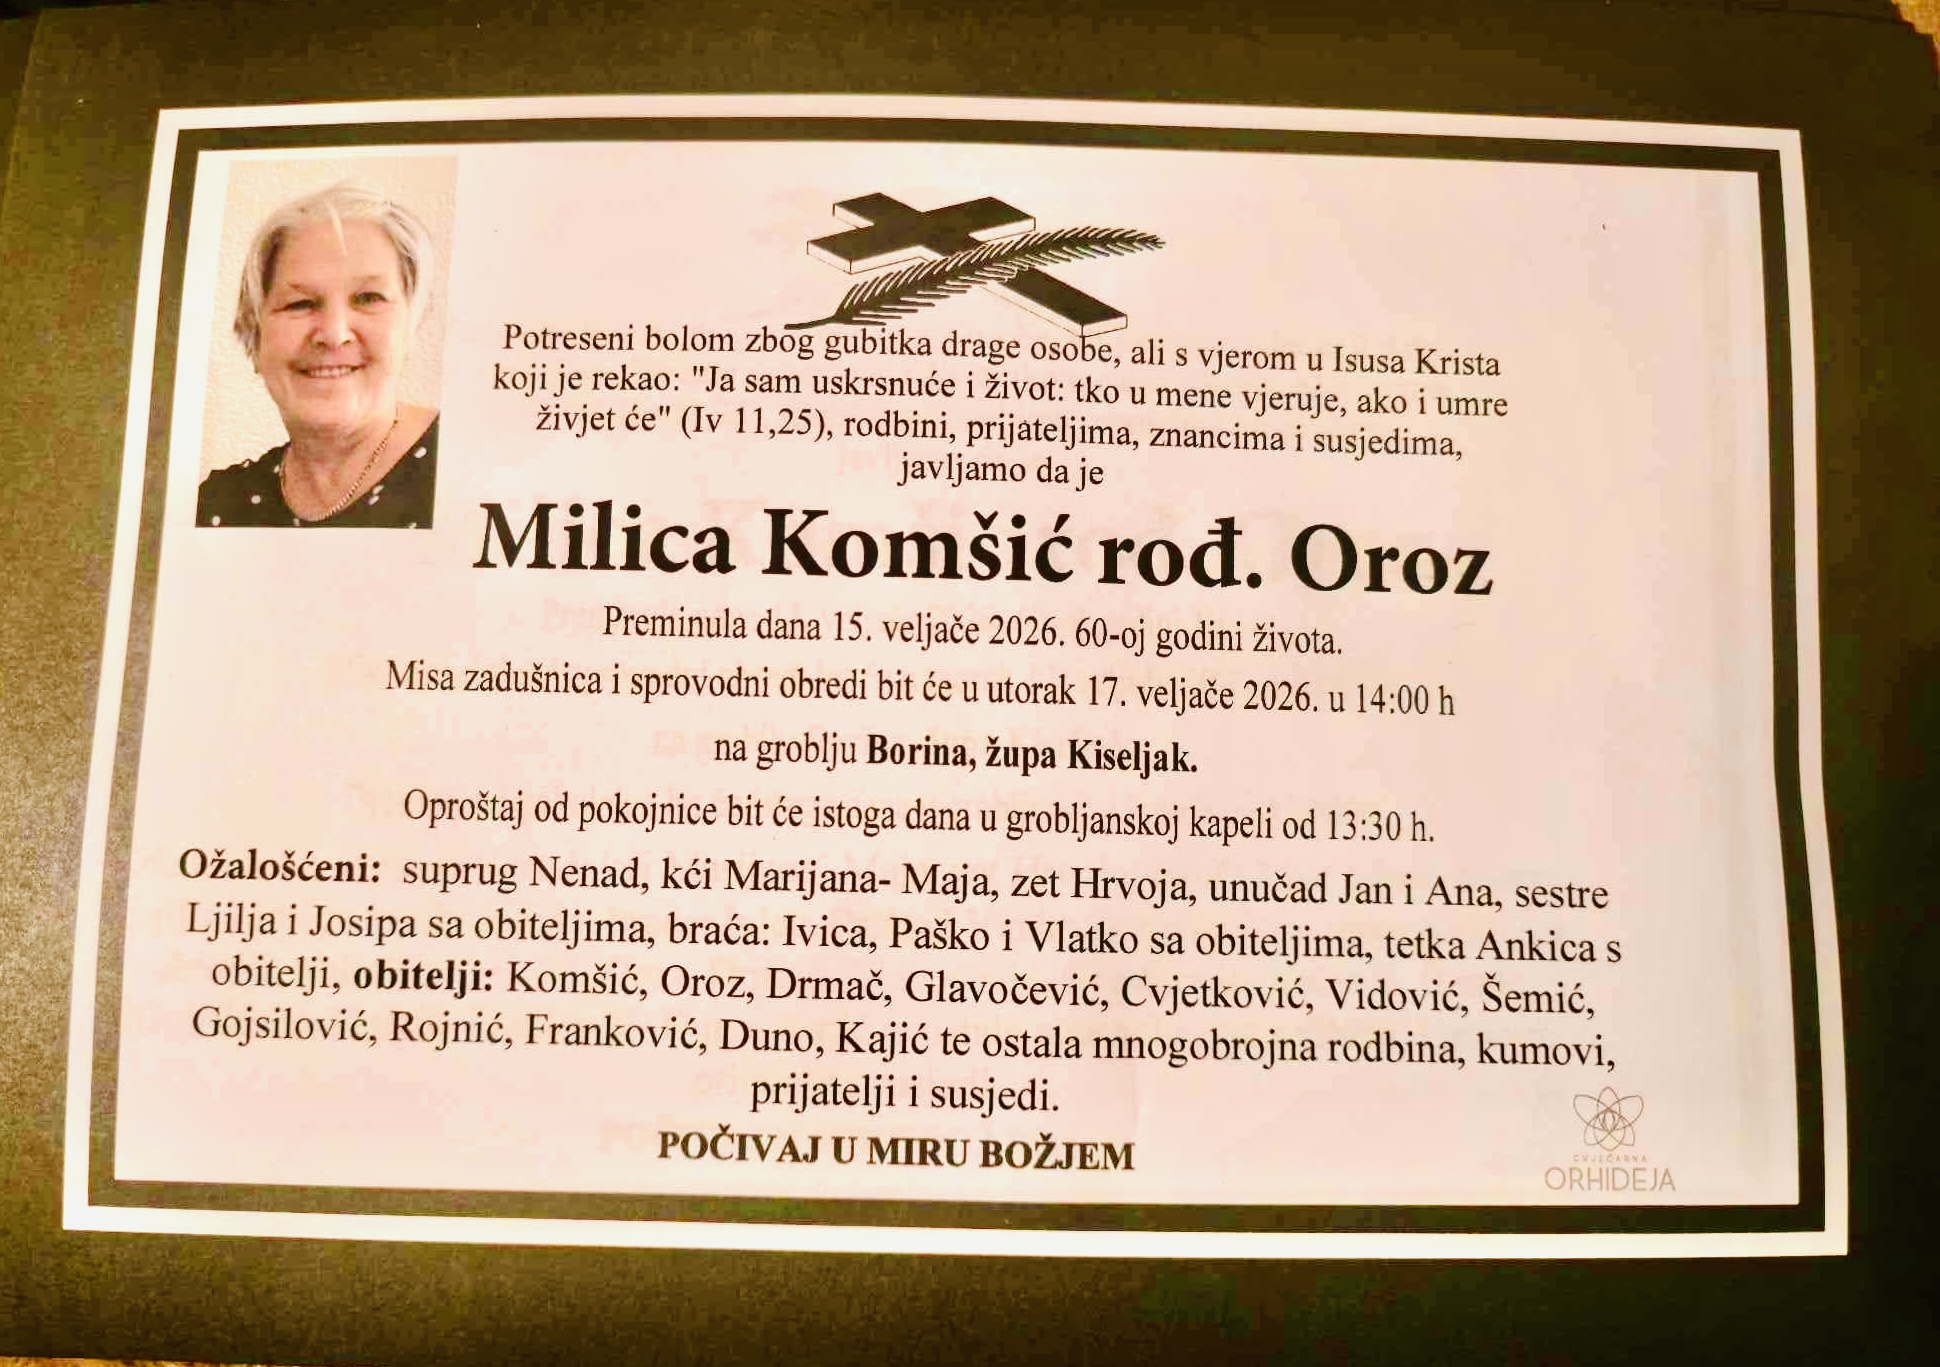 Potreseni bolom zbog gubitka drage osobe, ali s vjerom u Isusa Krista
koji je rekao: "Ja sam uskrsnuće i život: tko u mene vjeruje, ako i umre
živjet će" (Iv 11,25), rodbini, prijateljima, znancima i susjedima,
javljamo da je
Milica Komšić rođ. Oroz
Preminula dana 15. veljače 2026. 60-oj godini života.
Misa zadušnica i sprovodni obredi bit će u utorak 17. veljače 2026. u 14:00 h
na groblju Borina, župa Kiseljak.
Oproštaj od pokojnice bit će istoga dana u grobljanskoj kapeli od 13:30 h.
Ožalošćeni: suprug Nenad, kći Marijana- Maja, zet Hrvoja, unučad Jan i Ana, sestre
Ljilja i Josipa sa obiteljima, braća: Ivica, Paško i Vlatko sa obiteljima, tetka Ankica s
obitelji, obitelji: Komšić, Oroz, Drmač, Glavočević, Cvjetković, Vidović, Šemić,
Gojsilović, Rojnić, Franković, Duno, Kajić te ostala mnogobrojna rodbina, kumovi,
prijatelji i susjedi.
POČIVAJ U MIRU BOŽJEM
CVJEĆARNA
ORHIDEJA